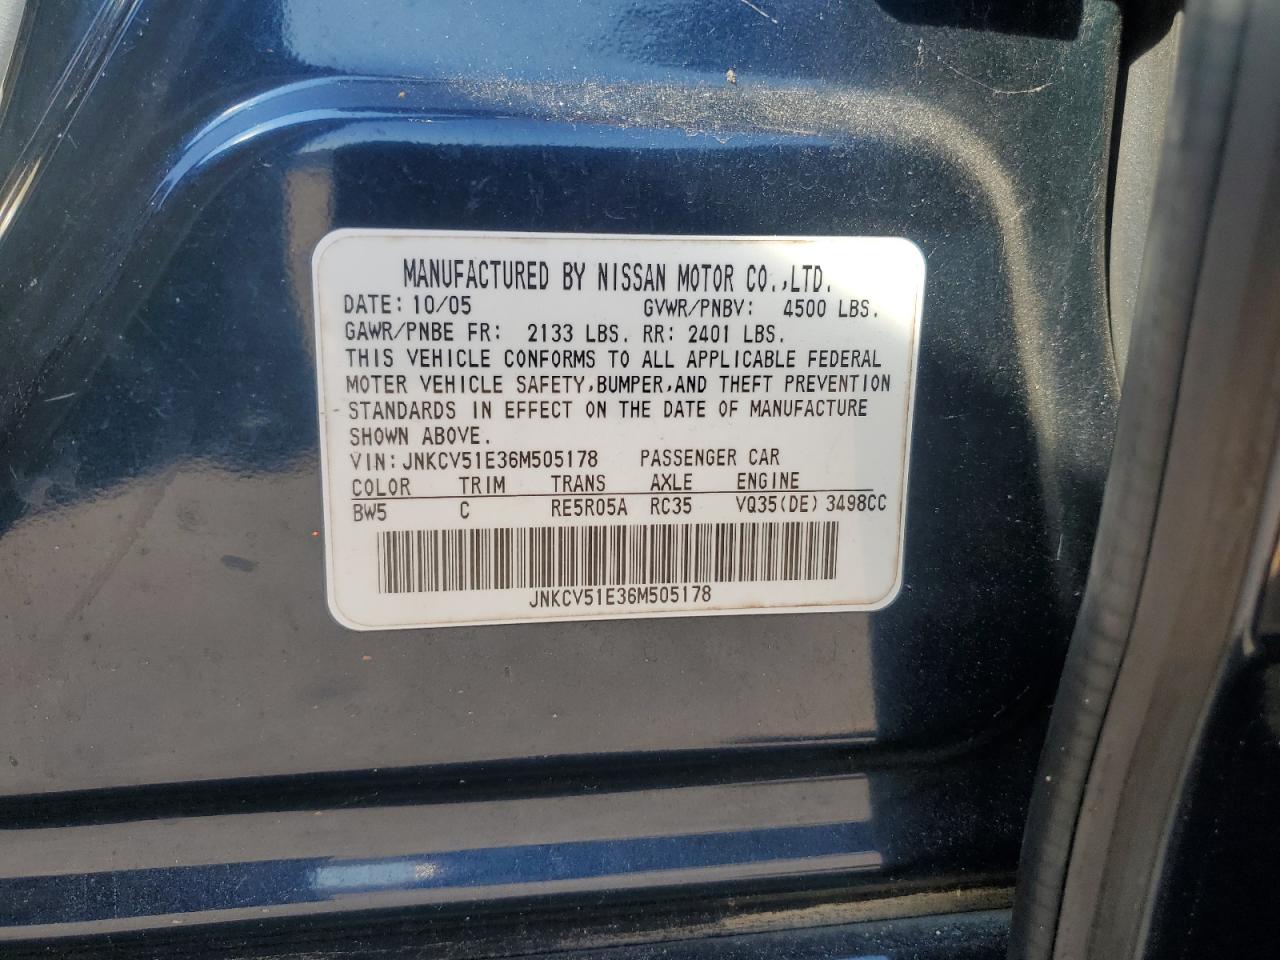 MANUFACTURED BY NISSAN MOTOR CO.,LTD.
DATE: 10/05 GVWR/PNBV: 4500 LBS.
GAWR/PNBE FR: 2133 LBS. RR: 2401 LBS.
THIS VEHICLE CONFORMS TO ALL APPLICABLE FEDERAL
MOTER VEHICLE SAFETY,BUMPER,AND THEFT PREVENTION
STANDARDS IN EFFECT ON THE DATE OF MANUFACTURE
SHOWN ABOVE.
VIN:JNKCV51E36M505178 PASSENGER CAR
COLOR TRIM TRANS AXLE ENGINE
BW5 C RE5R05A RC35 VQ35(DE) 3498CC
JNKCV51E36M505178